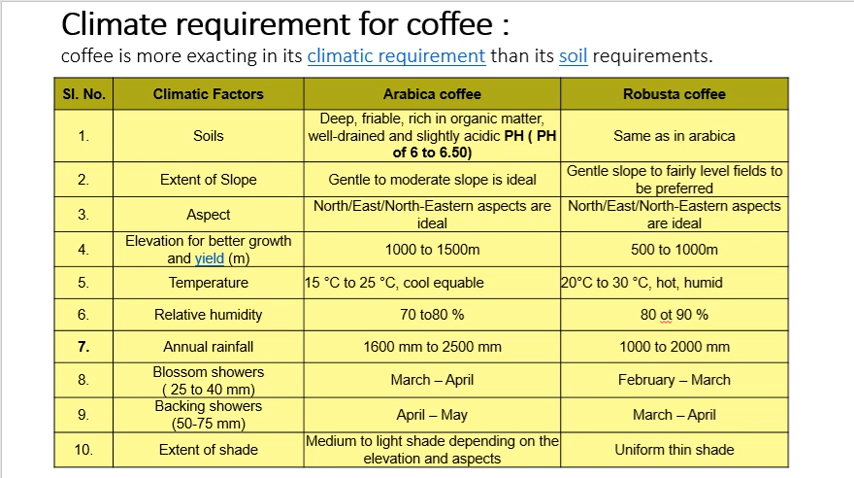 Climate requirement for coffee :
coffee is more exacting in its climatic requirement than its soil requirements.
Sl. No. Climatic Factors Arabica coffee Robusta coffee
1. Soils Deep, friable, rich in organic matter, well-drained and slightly acidic PH ( PH of 6 to 6.50) Same as in arabica
2. Extent of Slope Gentle to moderate slope is ideal Gentle slope to fairly level fields to be preferred
3. Aspect North/East/North-Eastern aspects are ideal North/East/North-Eastern aspects are ideal
4. Elevation for better growth and yield (m) 1000 to 1500m 500 to 1000m
5. Temperature 15 °C to 25 °C, cool equable 20°C to 30 °C, hot, humid
6. Relative humidity 70 to80 % 80 ot 90 %
7. Annual rainfall 1600 mm to 2500 mm 1000 to 2000 mm
8. Blossom showers ( 25 to 40 mm) March – April February – March
9. Backing showers (50-75 mm) April – May March – April
10. Extent of shade Medium to light shade depending on the elevation and aspects Uniform thin shade